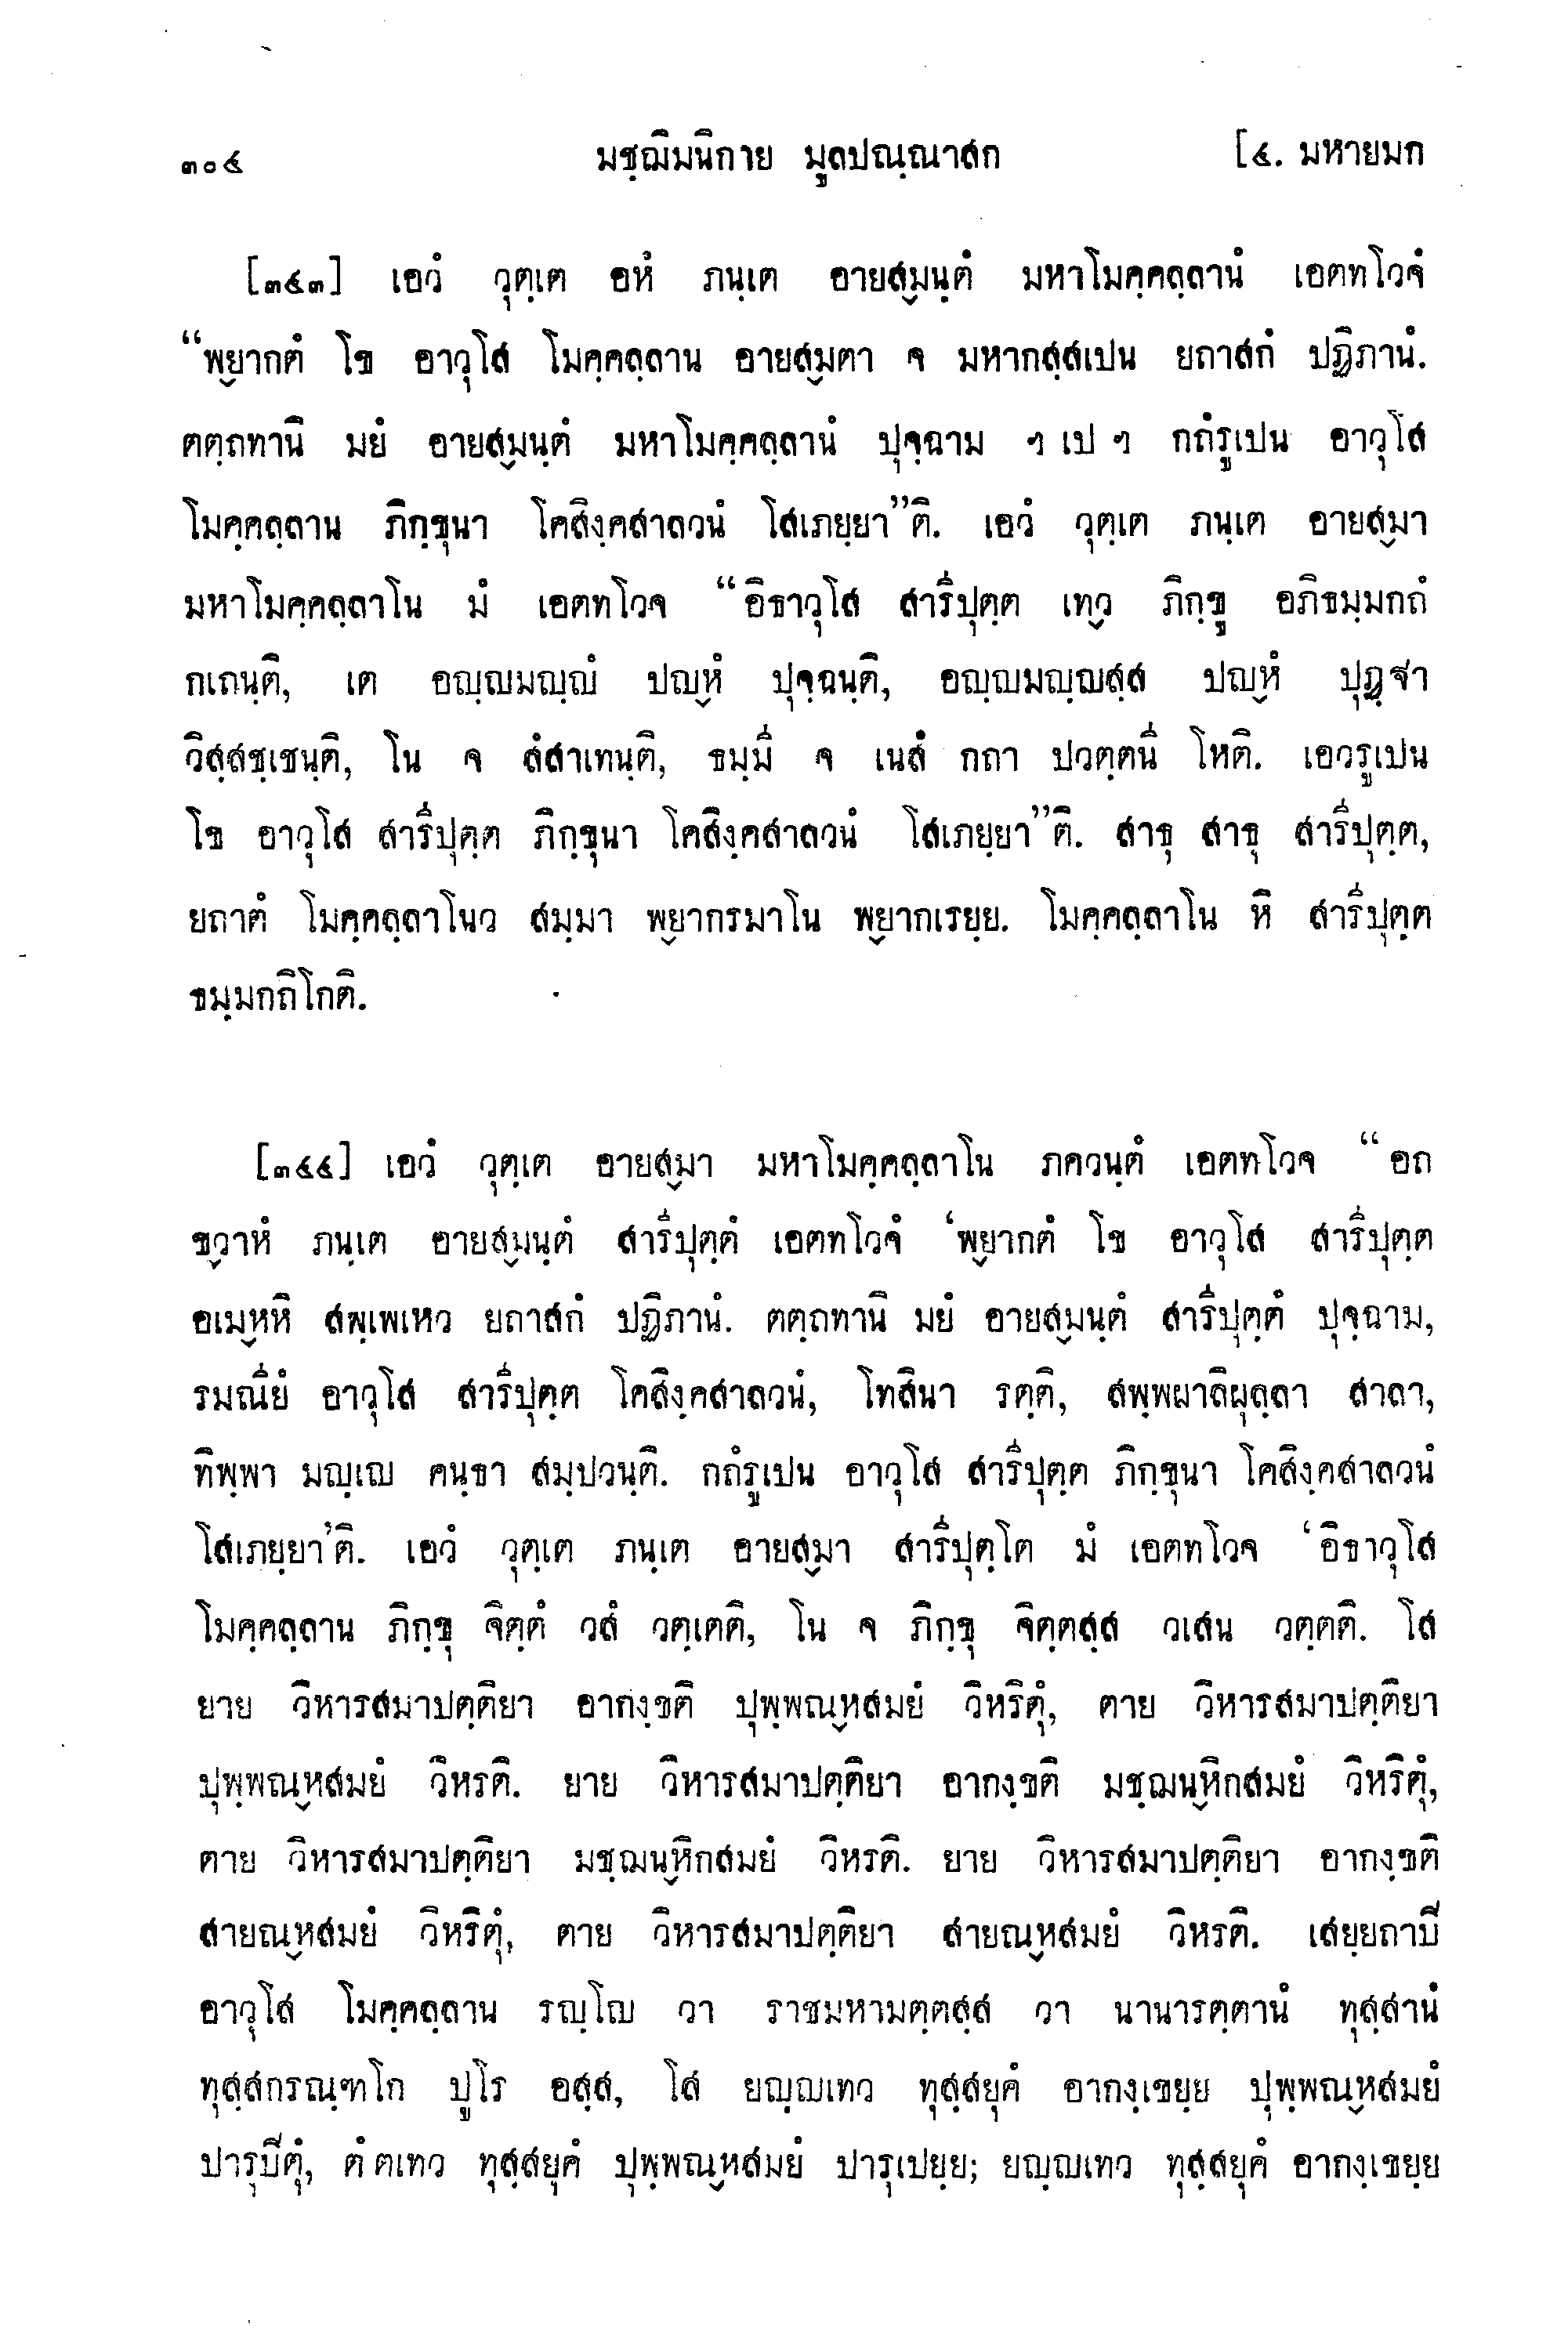 ๓๐๔ มชฺฌิมนิกาย มูลปณฺณาสก [๔. มหายมก
[๓๔๓] เอวํ วุตฺเต อหํ ภนฺเต อายสฺมนฺตํ มหาโมคฺคลฺลานํ เอตทโวจํ
“พฺยากตํ โข อาวุโส โมคฺคลฺลาน อายสฺมตา จ มหากสฺสเปน ยถาสกํ ปฏิภานํ.
ตตฺถทานิ มยํ อายสฺมนฺตํ มหาโมคฺคลฺลานํ ปุจฺฉาม ฯ เป ฯ กถํรูเปน อาวุโส
โมคฺคลฺลาน ภิกฺขุนา โคสิงฺคสาลวนํ โสเภยฺยา”ติ. เอวํ วุตฺเต ภนฺเต อายสฺมา
มหาโมคฺคลฺลาโน มํ เอตทโวจ “อิธาวุโส สารีปุตฺต เทฺว ภิกฺขู อภิธมฺมกถํ
กเถนฺติ, เต อญฺญมญฺญํ ปญฺหํ ปุจฺฉนฺติ, อญฺญมญฺญสฺส ปญฺหํ ปุฏฺฐา
วิสฺสชฺเชนฺติ, โน จ สํสาเทนฺติ, ธมฺมี จ เนสํ กถา ปวตฺตนี โหติ. เอวรูเปน
โข อาวุโส สารีปุตฺต ภิกฺขุนา โคสิงฺคสาลวนํ โสเภยฺยา”ติ. สาธุ สาธุ สารีปุตฺต,
ยถาตํ โมคฺคลฺลาโนว สมฺมา พฺยากรมาโน พฺยากเรยฺย. โมคฺคลฺลาโน หิ สารีปุตฺต
ธมฺมกถิโกติ.
[๓๔๔] เอวํ วุตฺเต อายสฺมา มหาโมคฺคลฺลาโน ภควนฺตํ เอตทโวจ “อถ
ขฺวาหํ ภนฺเต อายสฺมนฺตํ สารีปุตฺตํ เอตทโวจํ ‘พฺยากตํ โข อาวุโส สารีปุตฺต
อเมฺหหิ สพฺเพเหว ยถาสกํ ปฏิภานํ. ตตฺถทานิ มยํ อายสฺมนฺตํ สารีปุตฺตํ ปุจฺฉาม,
รมณียํ อาวุโส สารีปุตฺต โคสิงฺคสาลวนํ, โทสินา รตฺติ, สพฺพผาลิผุลฺลา สาลา,
ทิพฺพา มญฺเญ คนฺธา สมฺปวนฺติ. กถํรูเปน อาวุโส สารีปุตฺต ภิกฺขุนา โคสิงฺคสาลวนํ
โสเภยฺยา’ติ. เอวํ วุตฺเต ภนฺเต อายสฺมา สารีปุตฺโต มํ เอตทโวจ ‘อิธาวุโส
โมคฺคลฺลาน ภิกฺขุ จิตฺตํ วสํ วตฺเตติ, โน จ ภิกฺขุ จิตฺตสฺส วเสน วตฺตติ. โส
ยาย วิหารสมาปตฺติยา อากงฺขติ ปุพฺพณฺหสมยํ วิหริตุํ, ตาย วิหารสมาปตฺติยา
ปุพฺพณฺหสมยํ วิหรติ. ยาย วิหารสมาปตฺติยา อากงฺขติ มชฺฌนฺหิกสมยํ วิหริตุํ,
ตาย วิหารสมาปตฺติยา มชฺฌนฺหิกสมยํ วิหรติ. ยาย วิหารสมาปตฺติยา อากงฺขติ
สายณฺหสมยํ วิหริตุํ, ตาย วิหารสมาปตฺติยา สายณฺหสมยํ วิหรติ. เสยฺยถาปิ
อาวุโส โมคฺคลฺลาน รญฺโญ วา ราชมหามตฺตสฺส วา นานารตฺตานํ ทุสฺสานํ
ทุสฺสกรณฺฑโก ปูโร อสฺส, โส ยญฺญเทว ทุสฺสยุคํ อากงฺเขยฺย ปุพฺพณฺหสมยํ
ปารุปิตุํ, ตํ ตเทว ทุสฺสยุคํ ปุพฺพณฺหสมยํ ปารุเปยฺย; ยญฺญเทว ทุสฺสยุคํ อากงฺเขยฺย